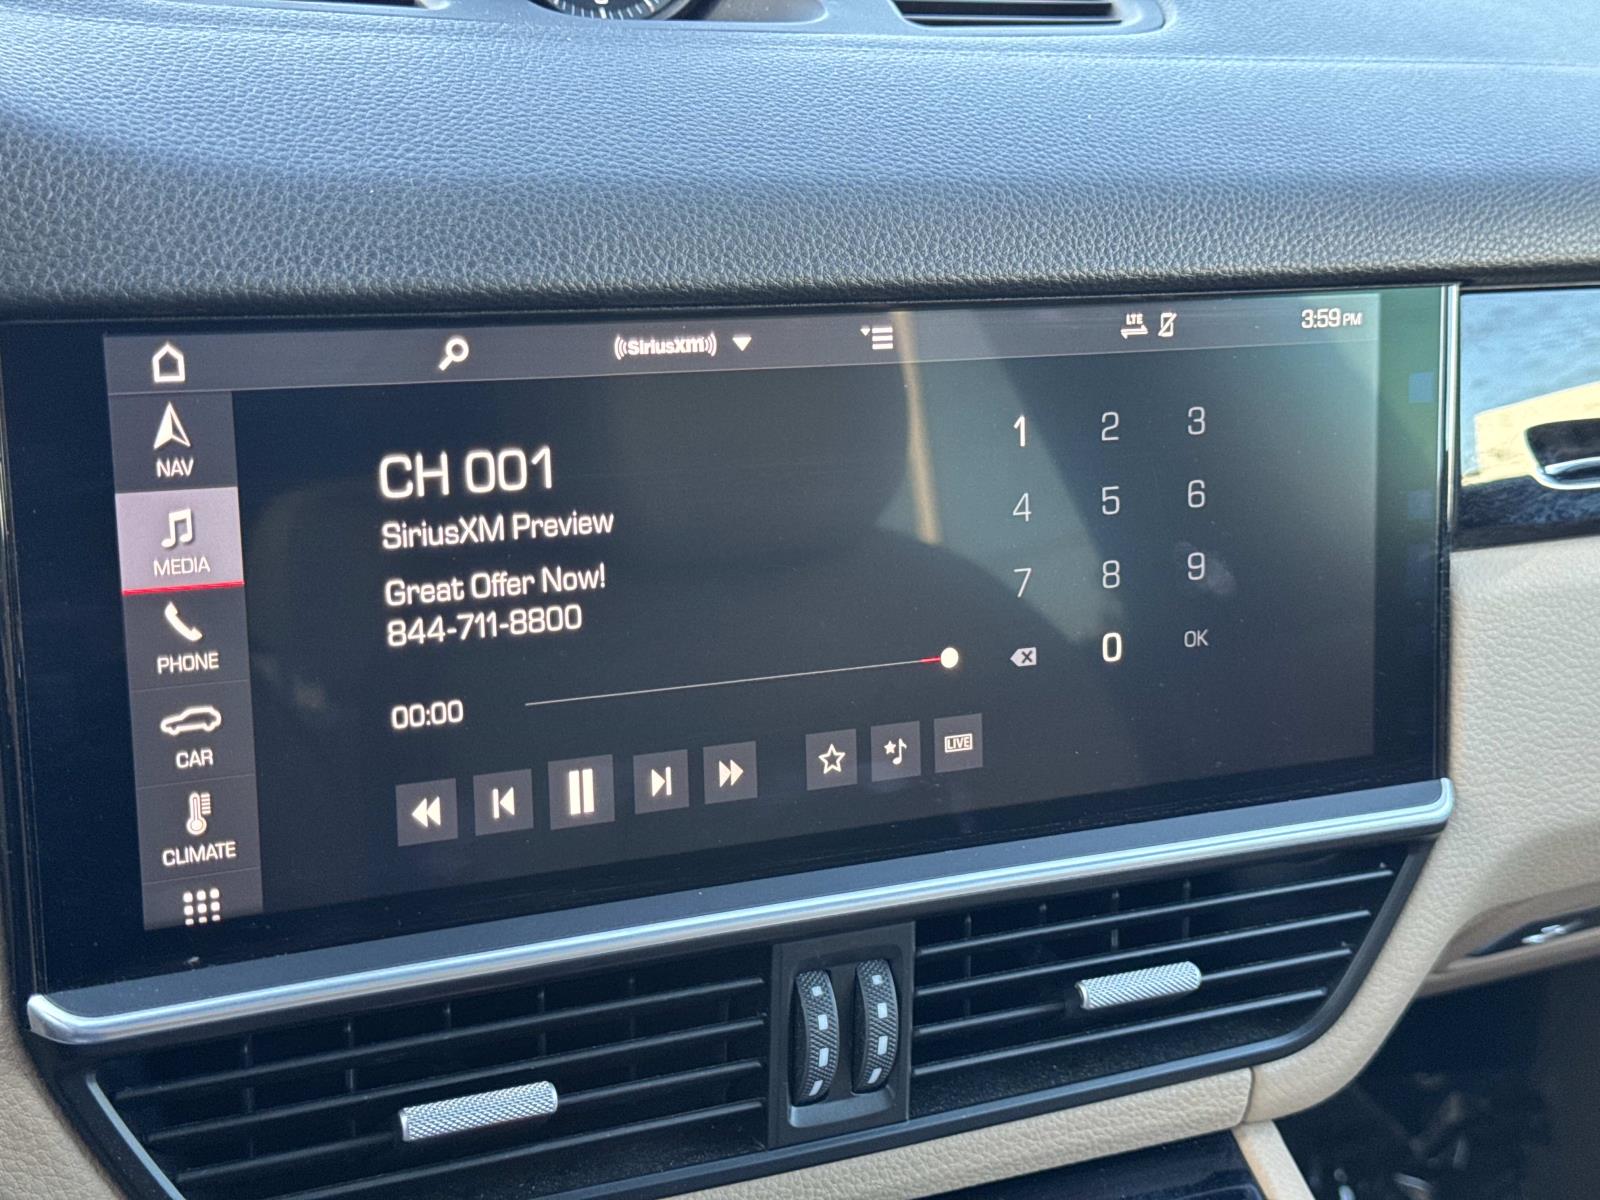 ((SiriusXM))
LTE
3:59 PM
NAV
MEDIA
PHONE
CAR
CLIMATE
CH 001
SiriusXM Preview
Great Offer Now!
844-711-8800
00:00
LIVE
1 2 3
4 5 6
7 8 9
0 OK